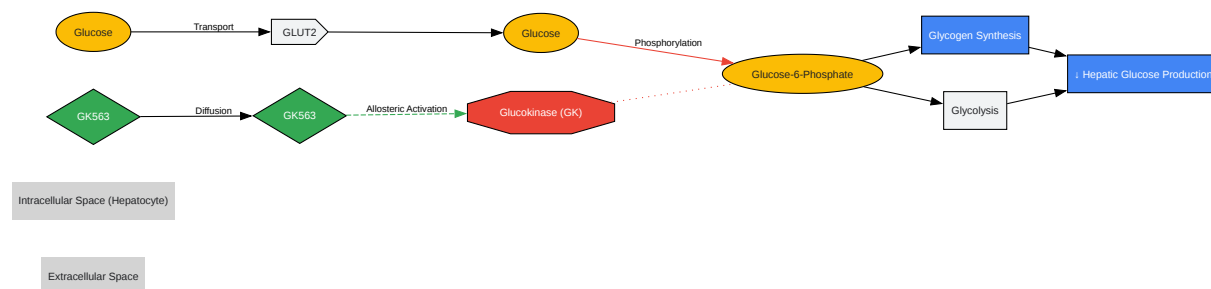 Glucose
Transport
GLUT2
Glucose
Phosphorylation
Glucose-6-Phosphate
Glycogen Synthesis
↓ Hepatic Glucose Production
Glycolysis
GK563
Diffusion
GK563
Allosteric Activation
Glucokinase (GK)
Intracellular Space (Hepatocyte)
Extracellular Space